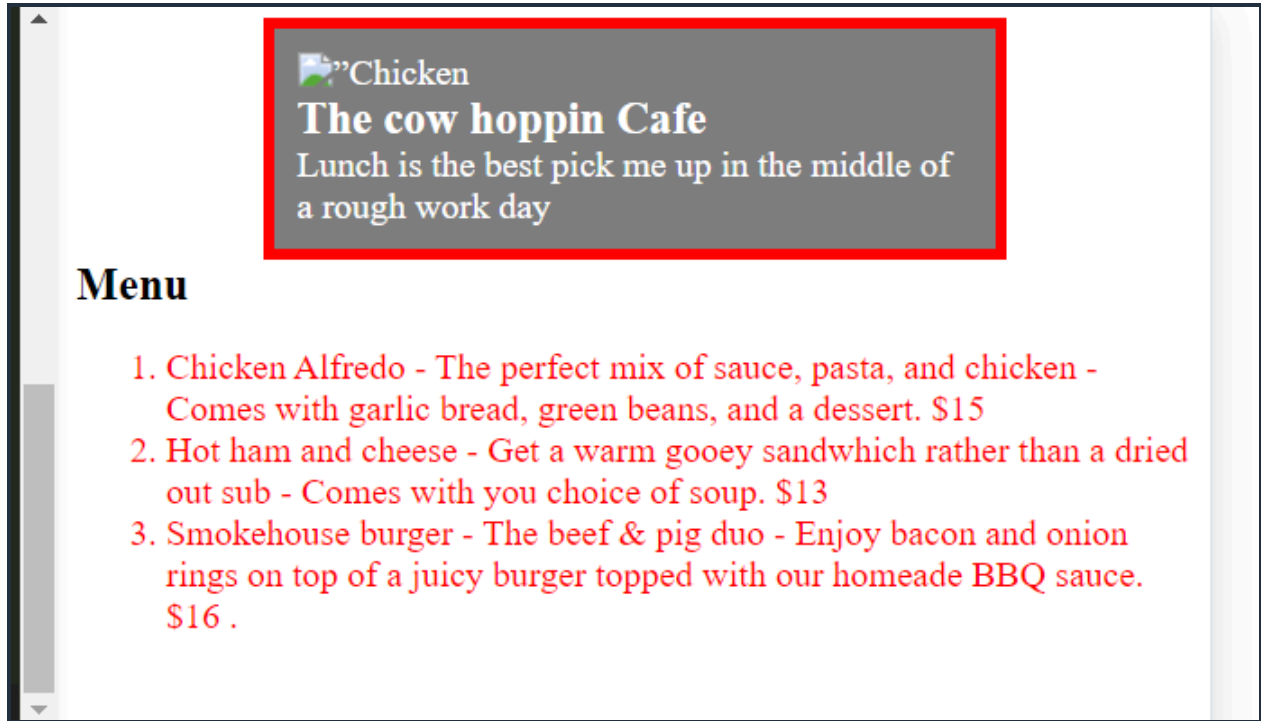 ”Chicken
The cow hoppin Cafe
Lunch is the best pick me up in the middle of
a rough work day
Menu
1. Chicken Alfredo - The perfect mix of sauce, pasta, and chicken -
Comes with garlic bread, green beans, and a dessert. $15
2. Hot ham and cheese - Get a warm gooey sandwhich rather than a dried
out sub - Comes with you choice of soup. $13
3. Smokehouse burger - The beef & pig duo - Enjoy bacon and onion
rings on top of a juicy burger topped with our homeade BBQ sauce.
$16 .